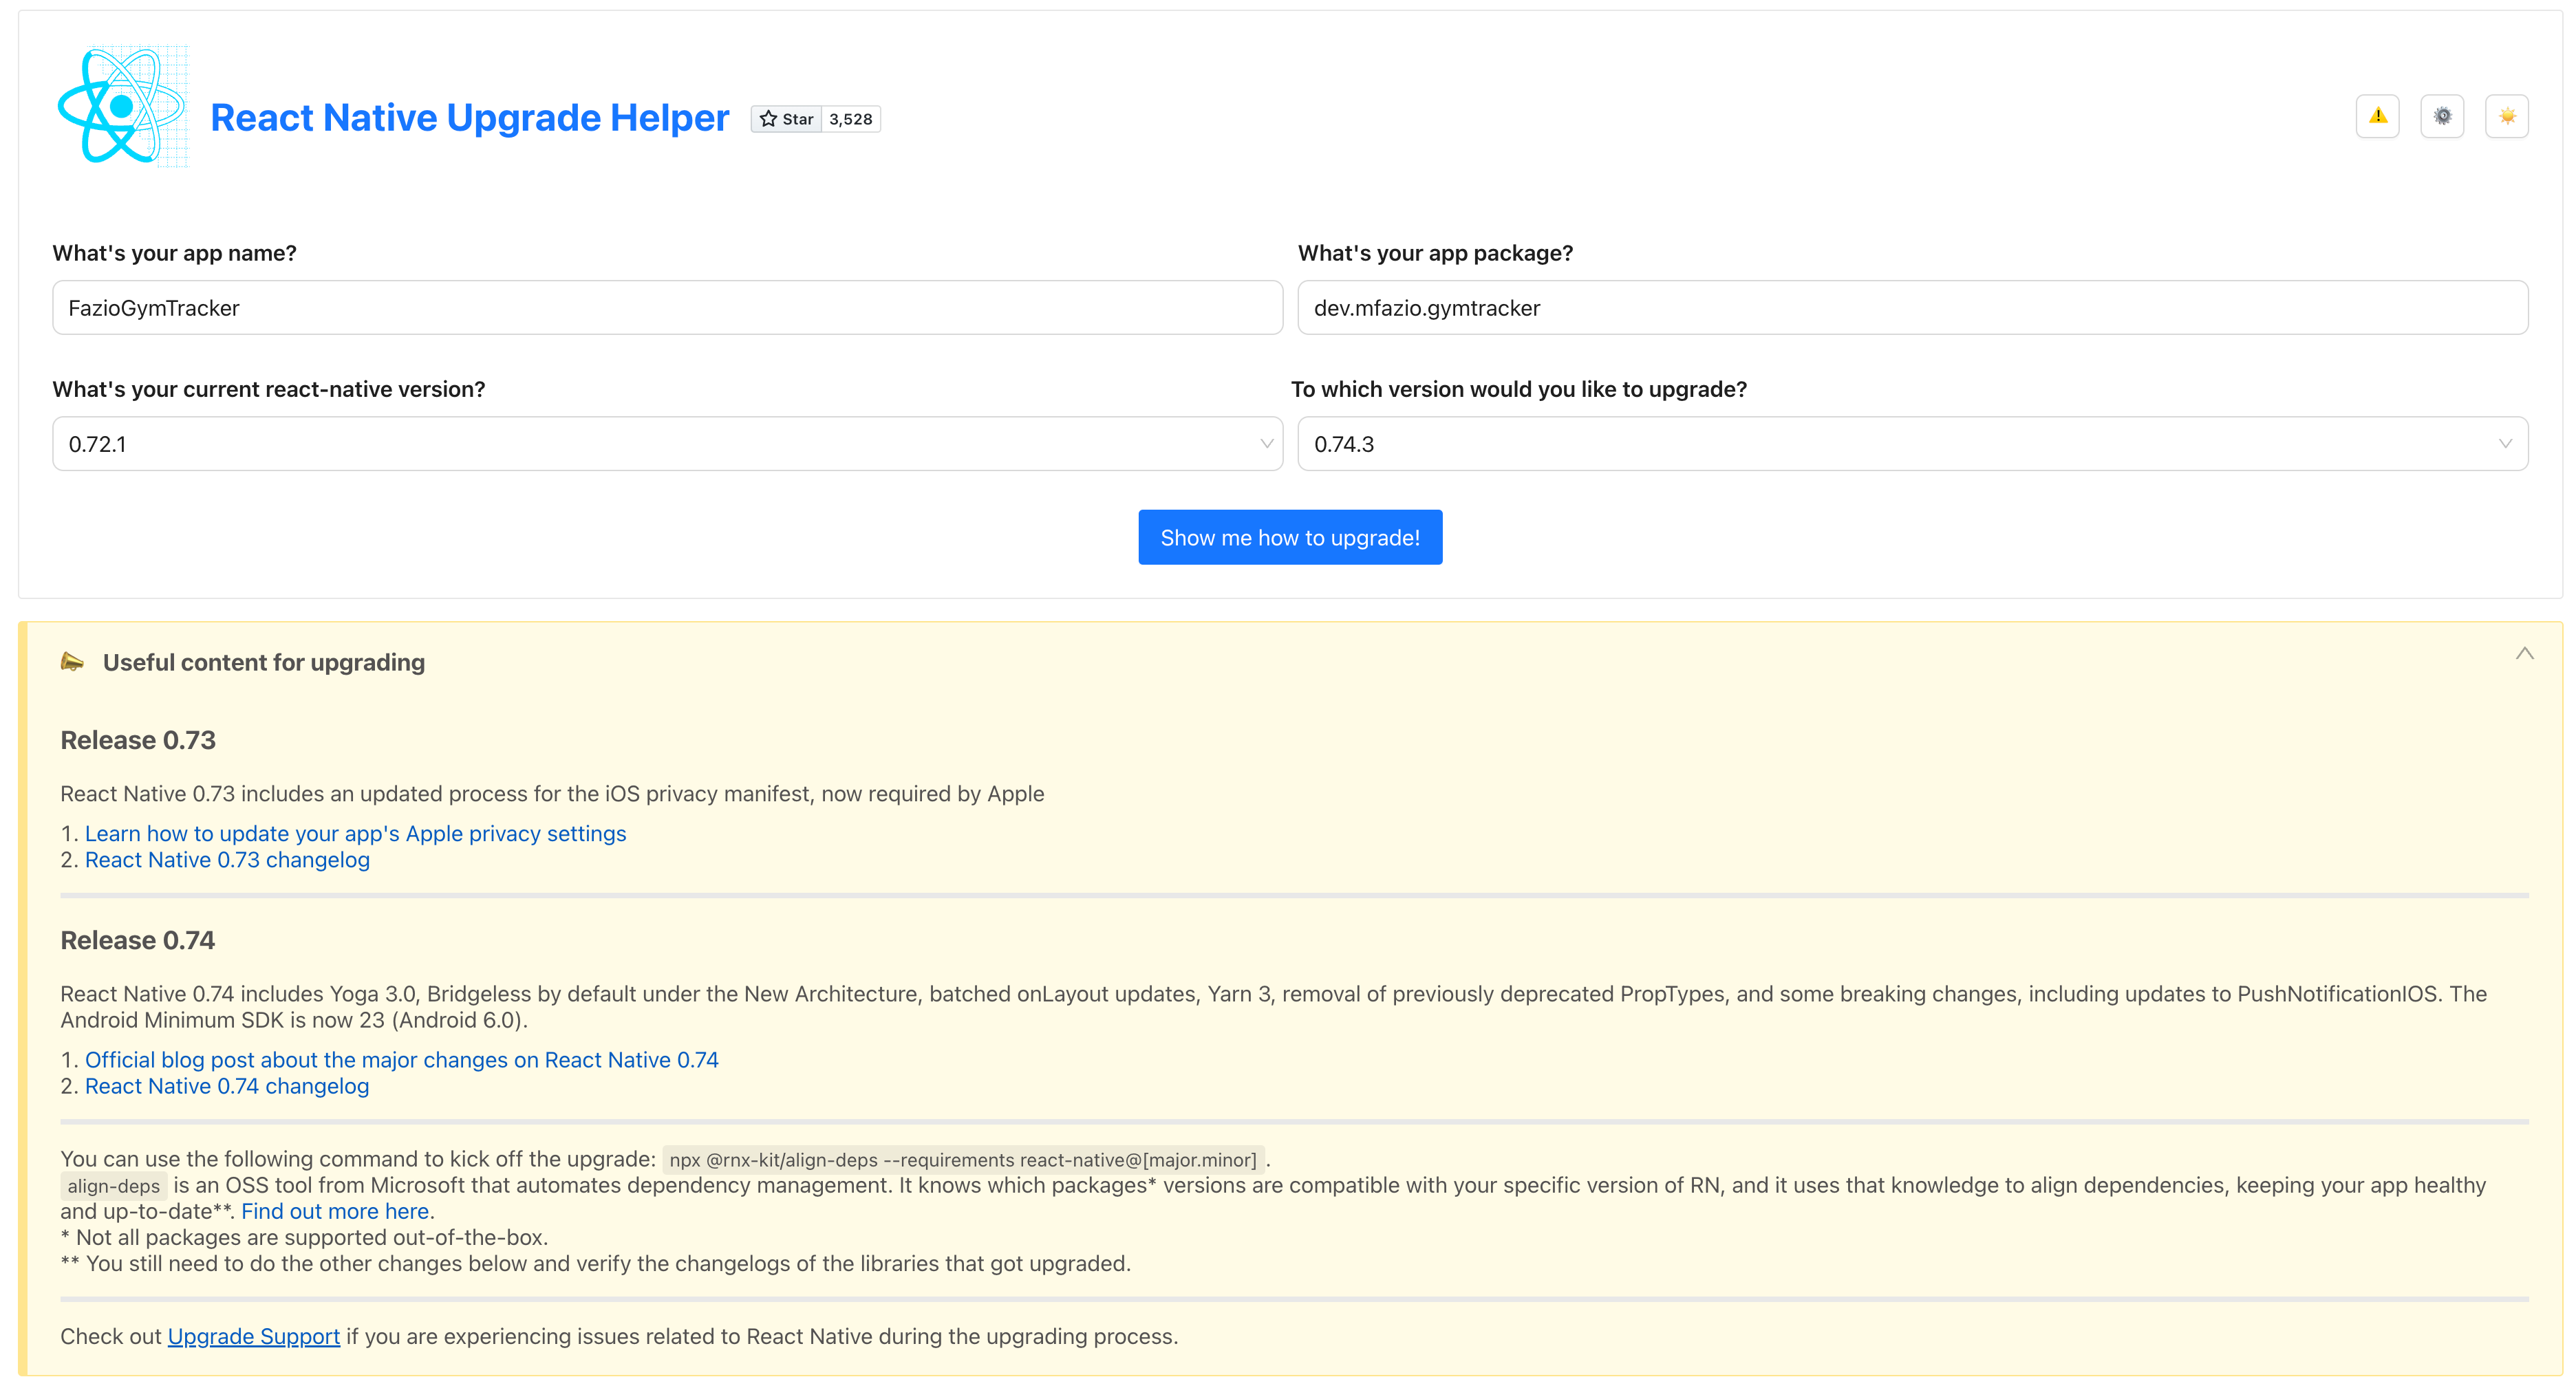 React Native Upgrade Helper
Star 3,528
What's your app name?
What's your app package?
FazioGymTracker
dev.mfazio.gymtracker
What's your current react-native version?
To which version would you like to upgrade?
0.72.1
0.74.3
Show me how to upgrade!
Useful content for upgrading
Release 0.73
React Native 0.73 includes an updated process for the iOS privacy manifest, now required by Apple
1. Learn how to update your app's Apple privacy settings
2. React Native 0.73 changelog
Release 0.74
React Native 0.74 includes Yoga 3.0, Bridgeless by default under the New Architecture, batched onLayout updates, Yarn 3, removal of previously deprecated PropTypes, and some breaking changes, including updates to PushNotificationIOS. The
Android Minimum SDK is now 23 (Android 6.0).
1. Official blog post about the major changes on React Native 0.74
2. React Native 0.74 changelog
You can use the following command to kick off the upgrade: npx @rnx-kit/align-deps --requirements react-native@[major.minor] .
align-deps is an OSS tool from Microsoft that automates dependency management. It knows which packages* versions are compatible with your specific version of RN, and it uses that knowledge to align dependencies, keeping your app healthy
and up-to-date**. Find out more here.
* Not all packages are supported out-of-the-box.
** You still need to do the other changes below and verify the changelogs of the libraries that got upgraded.
Check out Upgrade Support if you are experiencing issues related to React Native during the upgrading process.